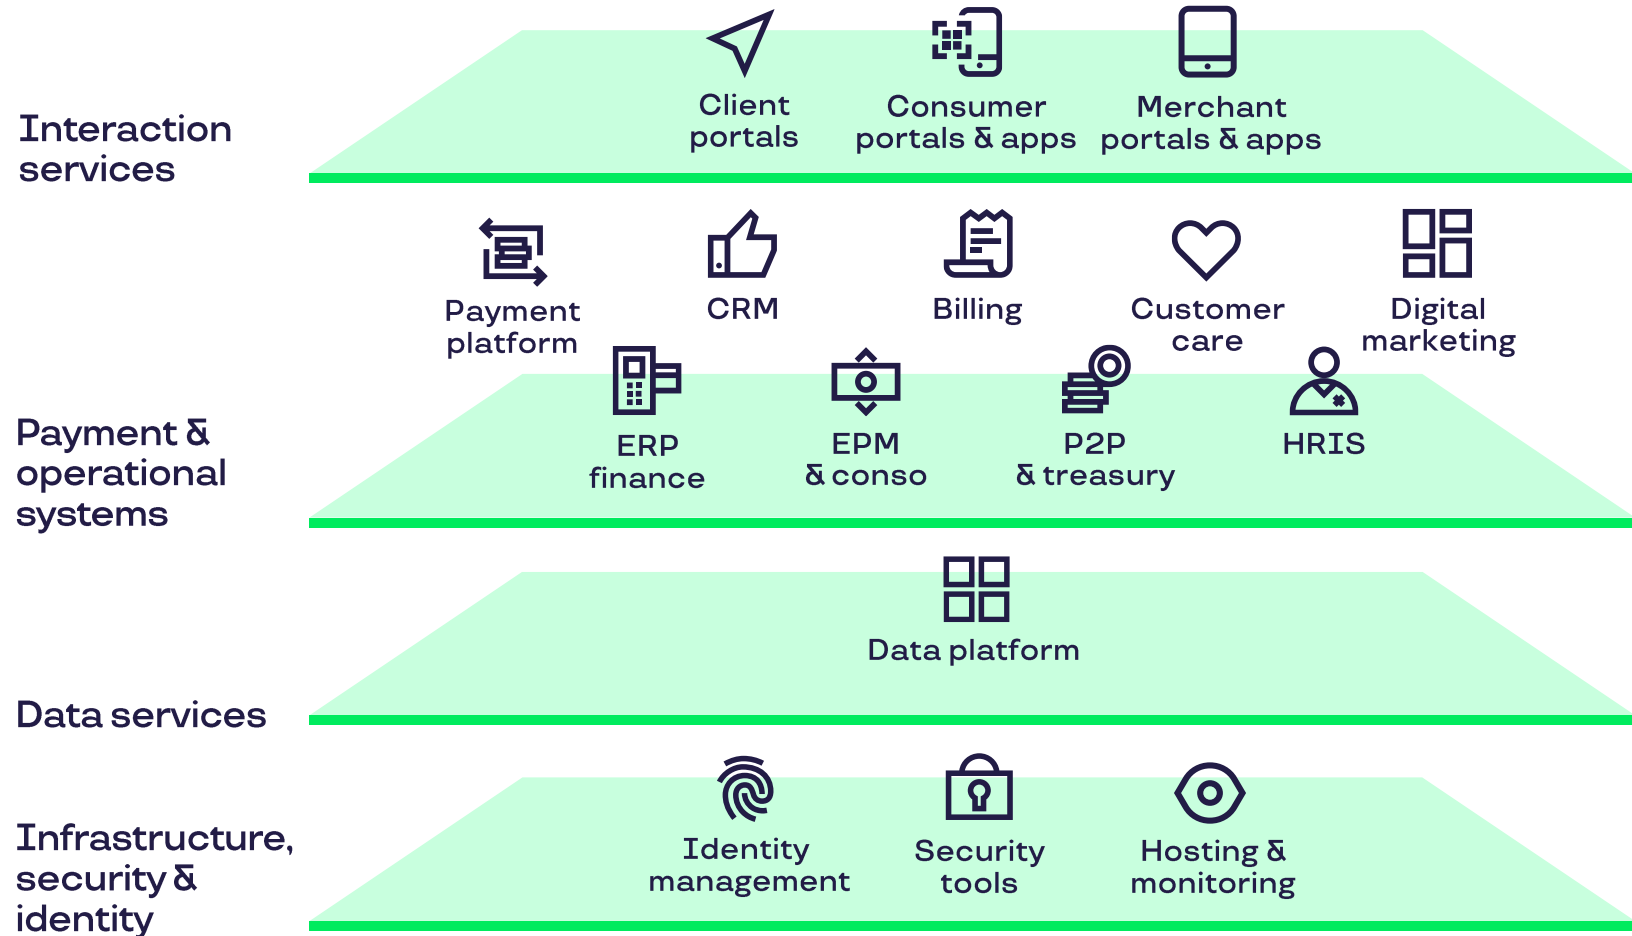 Interaction
services
Client
portals
Consumer
portals & apps
Merchant
portals & apps
Payment &
operational
systems
Payment
platform
CRM
Billing
Customer
care
Digital
marketing
ERP
finance
EPM
& conso
P2P
& treasury
HRIS
Data services
Data platform
Infrastructure,
security &
identity
Identity
management
Security
tools
Hosting &
monitoring